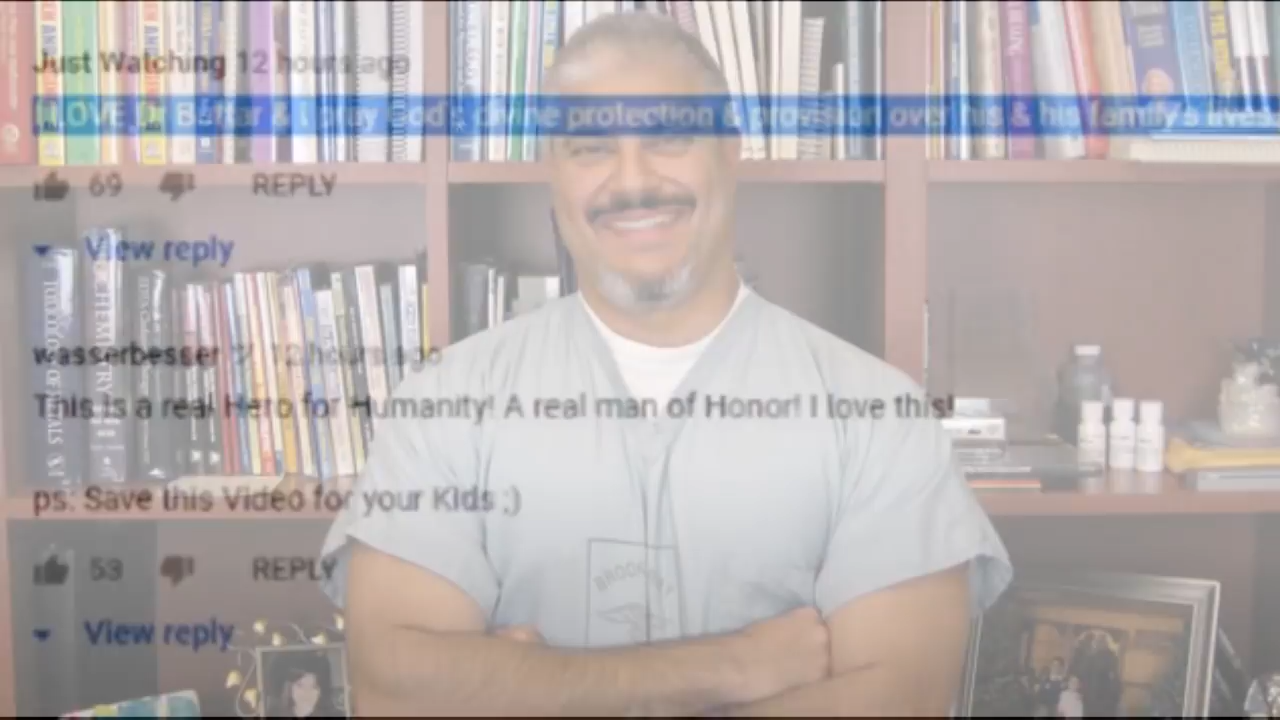 Just Watching 12 hours ago
I LOVE Dr Buttar & I pray God's divine protection & provision over his & his family's lives.
69 REPLY
View reply
wasserbesser 12 hours ago
This is a real Hero for Humanity! A real man of Honor! I love this!
ps: Save this Video for your Kids ;)
53 REPLY
View reply